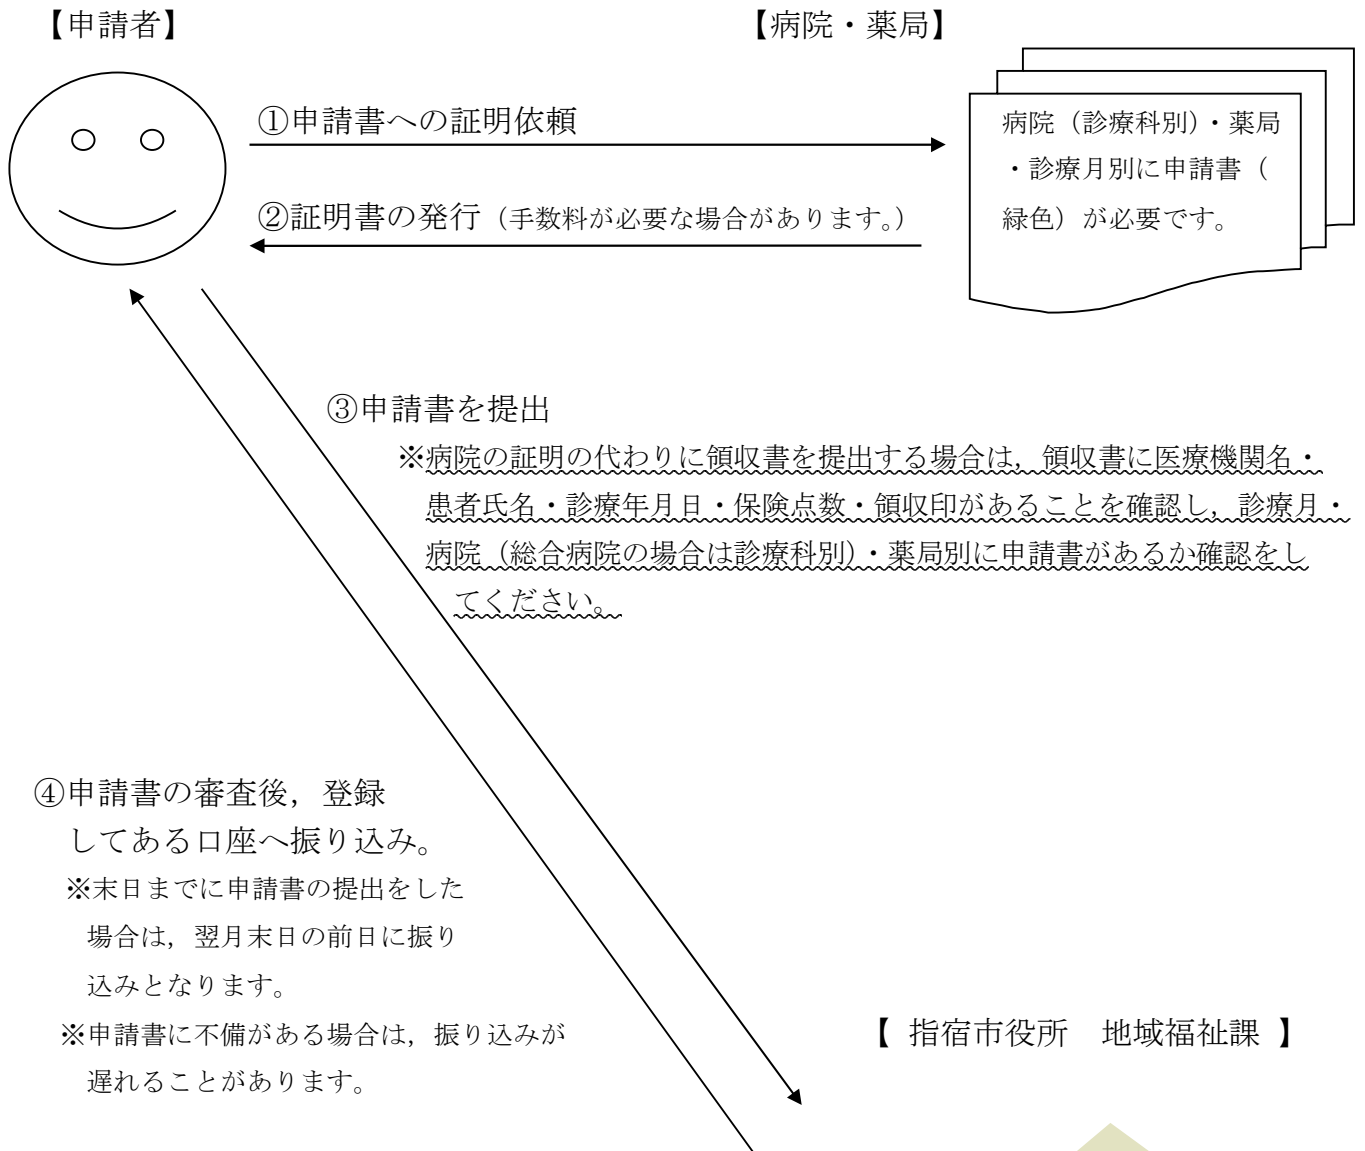 【申請者】
【病院・薬局】
①申請書への証明依頼
②証明書の発行（手数料が必要な場合があります。）
病院（診療科別）・薬局
・診療月別に申請書（
緑色）が必要です。
③申請書を提出
※病院の証明の代わりに領収書を提出する場合は，領収書に医療機関名・
患者氏名・診療年月日・保険点数・領収印があることを確認し，診療月・
病院（総合病院の場合は診療科別）・薬局別に申請書があるか確認をし
てください。
④申請書の審査後，登録
してある口座へ振り込み。
※末日までに申請書の提出をした
場合は，翌月末日の前日に振り
込みとなります。
※申請書に不備がある場合は，振り込みが
遅れることがあります。
【 指宿市役所　地域福祉課 】